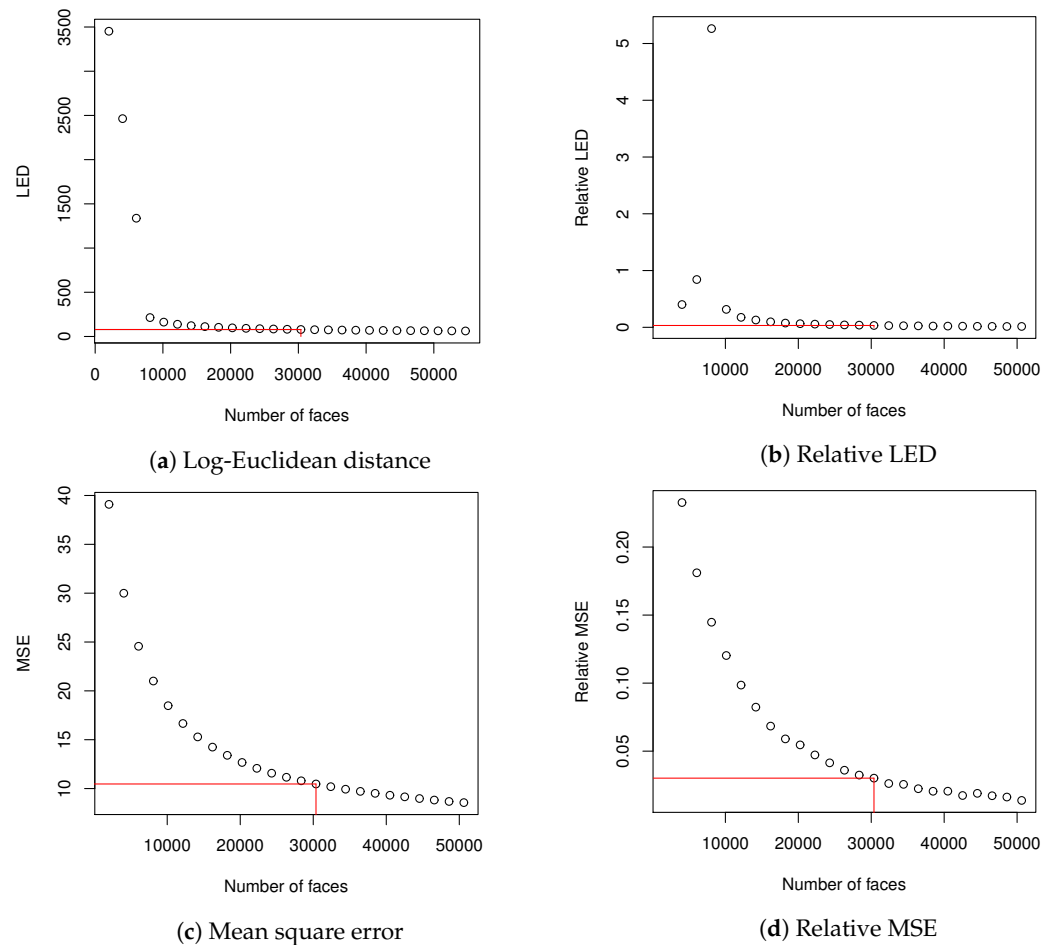 3500
2500
1500
500
0
LED
0 10000 20000 30000 40000 50000
Number of faces
(a) Log-Euclidean distance
5
4
3
2
1
0
Relative LED
10000 20000 30000 40000 50000
Number of faces
(b) Relative LED
40
35
30
25
20
15
10
MSE
10000 20000 30000 40000 50000
Number of faces
(c) Mean square error
0.20
0.15
0.10
0.05
Relative MSE
10000 20000 30000 40000 50000
Number of faces
(d) Relative MSE